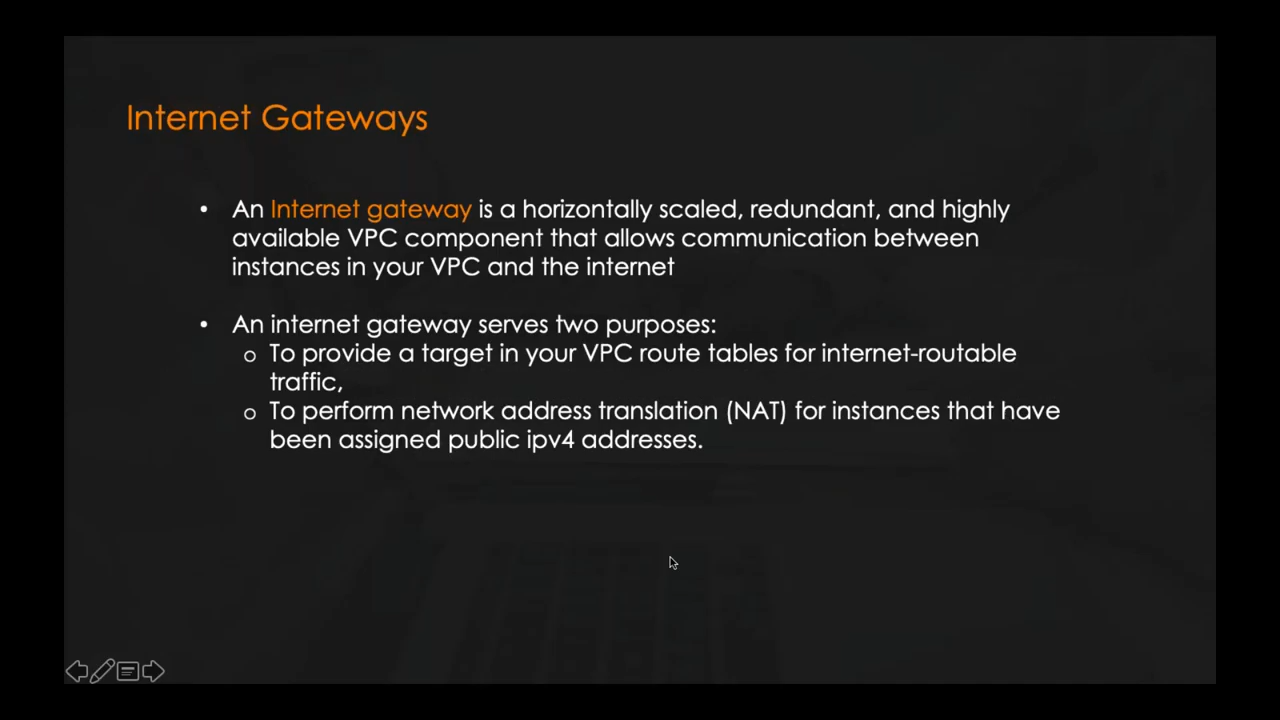 Internet Gateways
• An Internet gateway is a horizontally scaled, redundant, and highly
available VPC component that allows communication between
instances in your VPC and the internet
• An internet gateway serves two purposes:
o To provide a target in your VPC route tables for internet-routable
traffic,
o To perform network address translation (NAT) for instances that have
been assigned public ipv4 addresses.